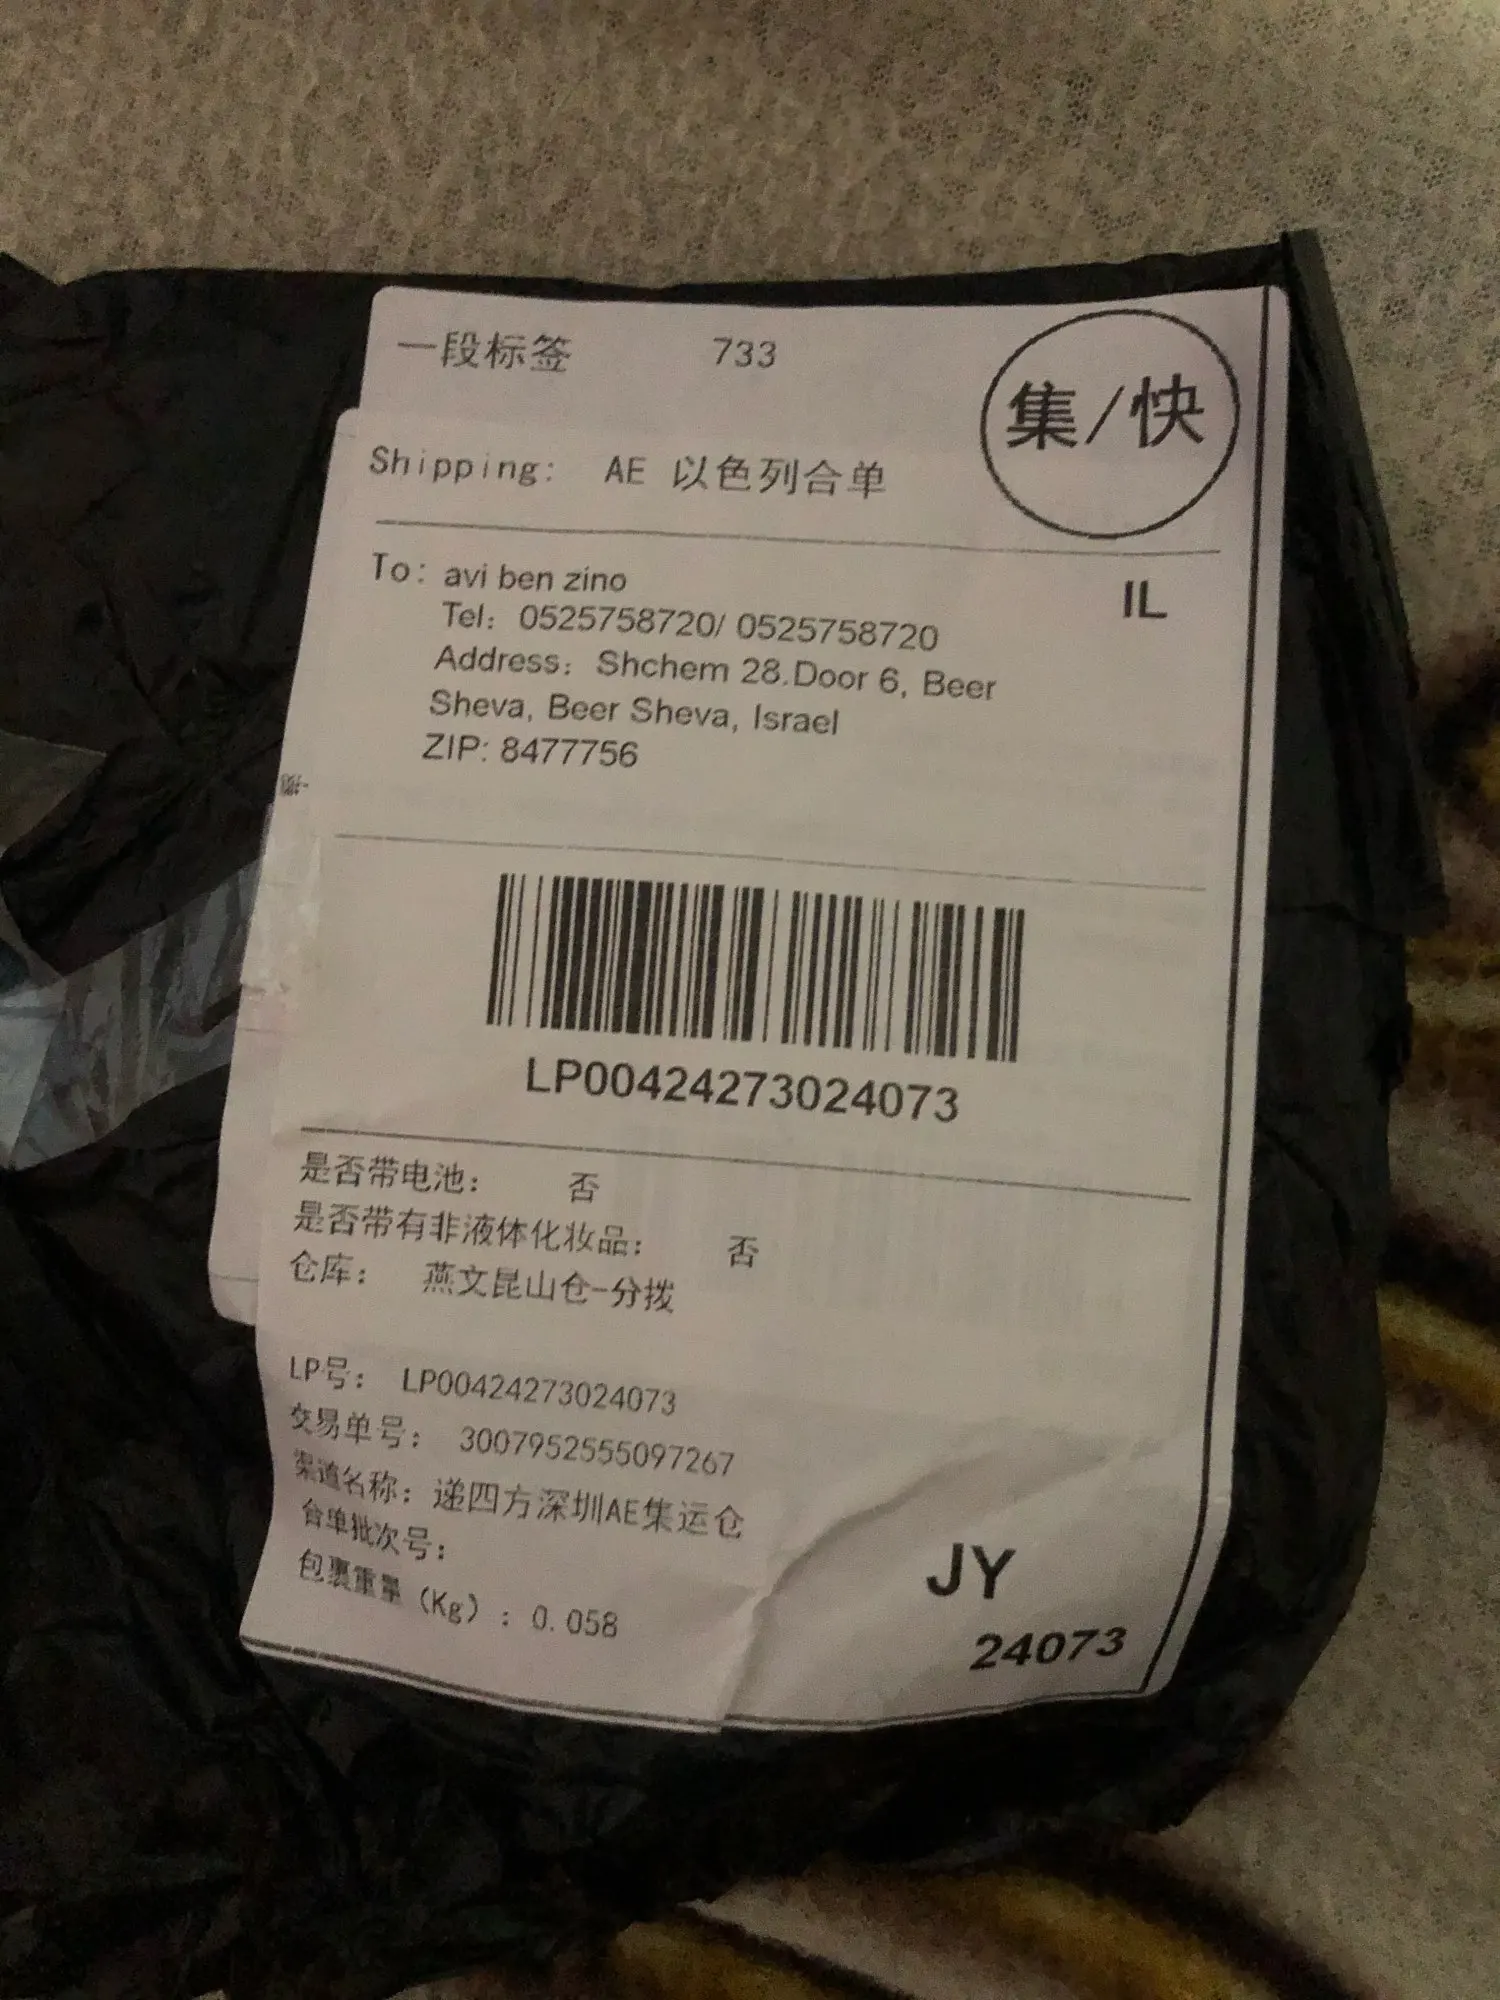 一段标签 733
集/快
Shipping: AE 以色列合单
To: avi ben zino
IL
Tel: 0525758720/ 0525758720
Address: Shchem 28.Door 6, Beer
Sheva, Beer Sheva, Israel
ZIP: 8477756
LP00424273024073
是否带电池: 否
是否带有非液体化妆品: 否
仓库: 燕文昆山仓-分拨
LP号: LP00424273024073
交易单号: 3007952555097267
渠道名称: 递四方深圳AE集运仓
合单批次号:
包裹重量 (Kg) : 0.058
JY
24073